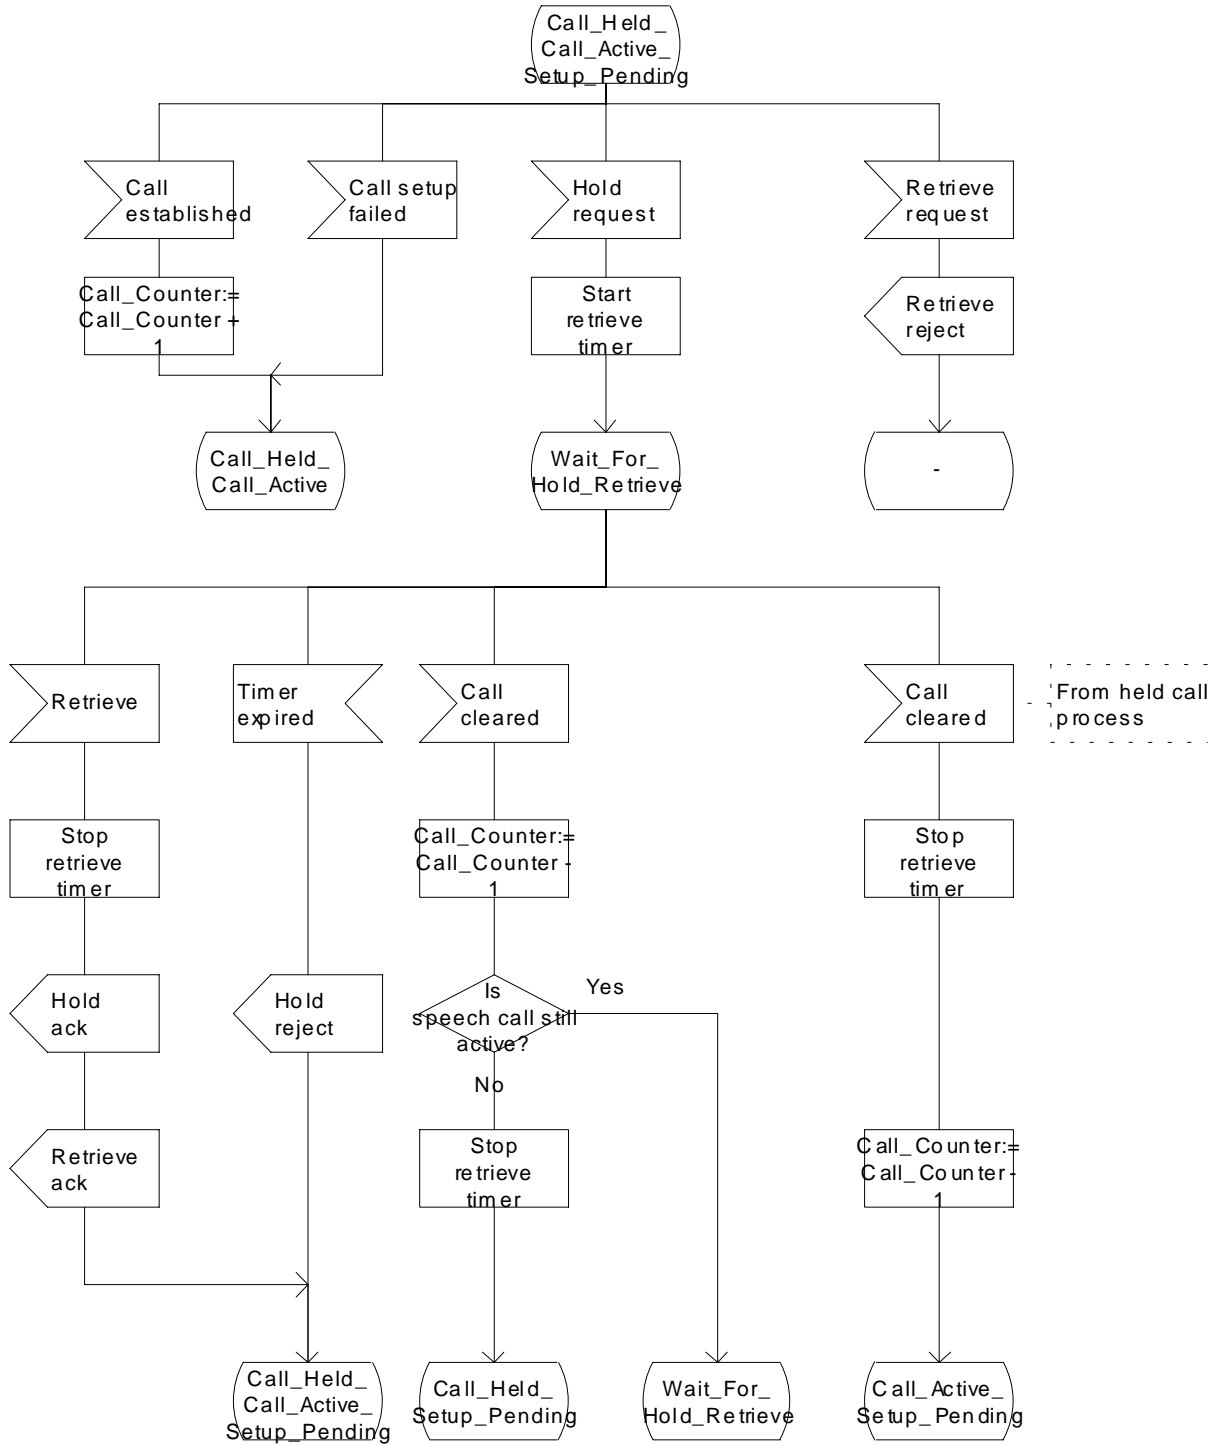 Call_Held_
Call_Active_
Setup_Pending
Call
established
Call setup
failed
Hold
request
Retrieve
request
Call_Counter:=
Call_Counter +
1
Start
retrieve
timer
Retrieve
reject
Call_Held_
Call_Active
Wait_For_
Hold_Retrieve
-
Retrieve
Timer
expired
Call
cleared
Call
cleared
From held call
process
Stop
retrieve
timer
Call_Counter:=
Call_Counter -
1
Stop
retrieve
timer
Hold
ack
Hold
reject
Is
speech call still
active?
Yes
No
Retrieve
ack
Stop
retrieve
timer
Call_Counter:=
Call_Counter -
1
Call_Held_
Call_Active_
Setup_Pending
Call_Held_
Setup_Pending
Wait_For_
Hold_Retrieve
Call_Active_
Setup_Pending